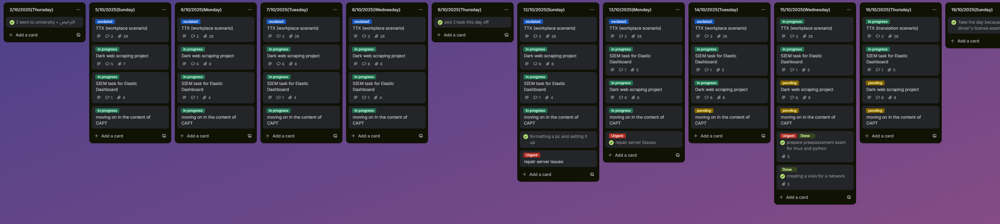 2/10/2025(Thursday)
I went to university + الترخيص
Add a card
5/10/2025(Sunday)
esclated
TTX (workplace scenario)
2 28
in progress
Dark web scraping project
5 7
in progress
SIEM task for Elastic
Dashboard
1 4
in progress
moving on in the content of
CAPT
Add a card
6/10/2025(Monday)
esclated
TTX (workplace scenario)
2 28
in progress
Dark web scraping project
6 8
in progress
SIEM task for Elastic
Dashboard
1 4
in progress
moving on in the content of
CAPT
Add a card
7/10/2025(Tuesday)
esclated
TTX (workplace scenario)
2 28
in progress
Dark web scraping project
6 8
in progress
SIEM task for Elastic
Dashboard
1 4
in progress
moving on in the content of
CAPT
Add a card
8/10/2025(Wednesday)
esclated
TTX (workplace scenario)
2 28
in progress
Dark web scraping project
6 8
in progress
SIEM task for Elastic
Dashboard
1 4
in progress
moving on in the content of
CAPT
Add a card
9/10/2025(Thursday)
sick I took this day off
Add a card
12/10/2025(Sunday)
esclated
TTX (workplace scenario)
2 28
in progress
Dark web scraping project
6 8
in progress
SIEM task for Elastic
Dashboard
1 4
in progress
moving on in the content of
CAPT
formatting a pc and setting it
up
Urgent
repair server issues
Add a card
13/10/2025(Monday)
esclated
TTX (workplace scenario)
2 28
in progress
SIEM task for Elastic
Dashboard
1 5
in progress
Dark web scraping project
6 8
in progress
moving on in the content of
CAPT
Urgent
repair server Issues
Add a card
14/10/2025(Tuesday)
esclated
TTX (workplace scenario)
2 28
in progress
SIEM task for Elastic
Dashboard
1 5
in progress
Dark web scraping project
6 8
pending
moving on in the content of
CAPT
Add a card
15/10/2025(Wednesday)
in progress
TTX (workplace scenario)
2 28
in progress
SIEM task for Elastic
Dashboard
1 5
pending
Dark web scraping project
6 8
pending
moving on in the content of
CAPT
Urgent Done
prepare preassessment exam
for linux and python
2
Done
creating a visio for a network
2
Add a card
16/10/2025(Thursday)
in progress
TTX (translation scenario)
2 28
in progress
SIEM task for Elastic
Dashboard
1 5
pending
Dark web scraping project
6 8
pending
moving on in the content of
CAPT
Add a card
19/10/2025(Sunday)
Take the day
driver's license exam
Add a card